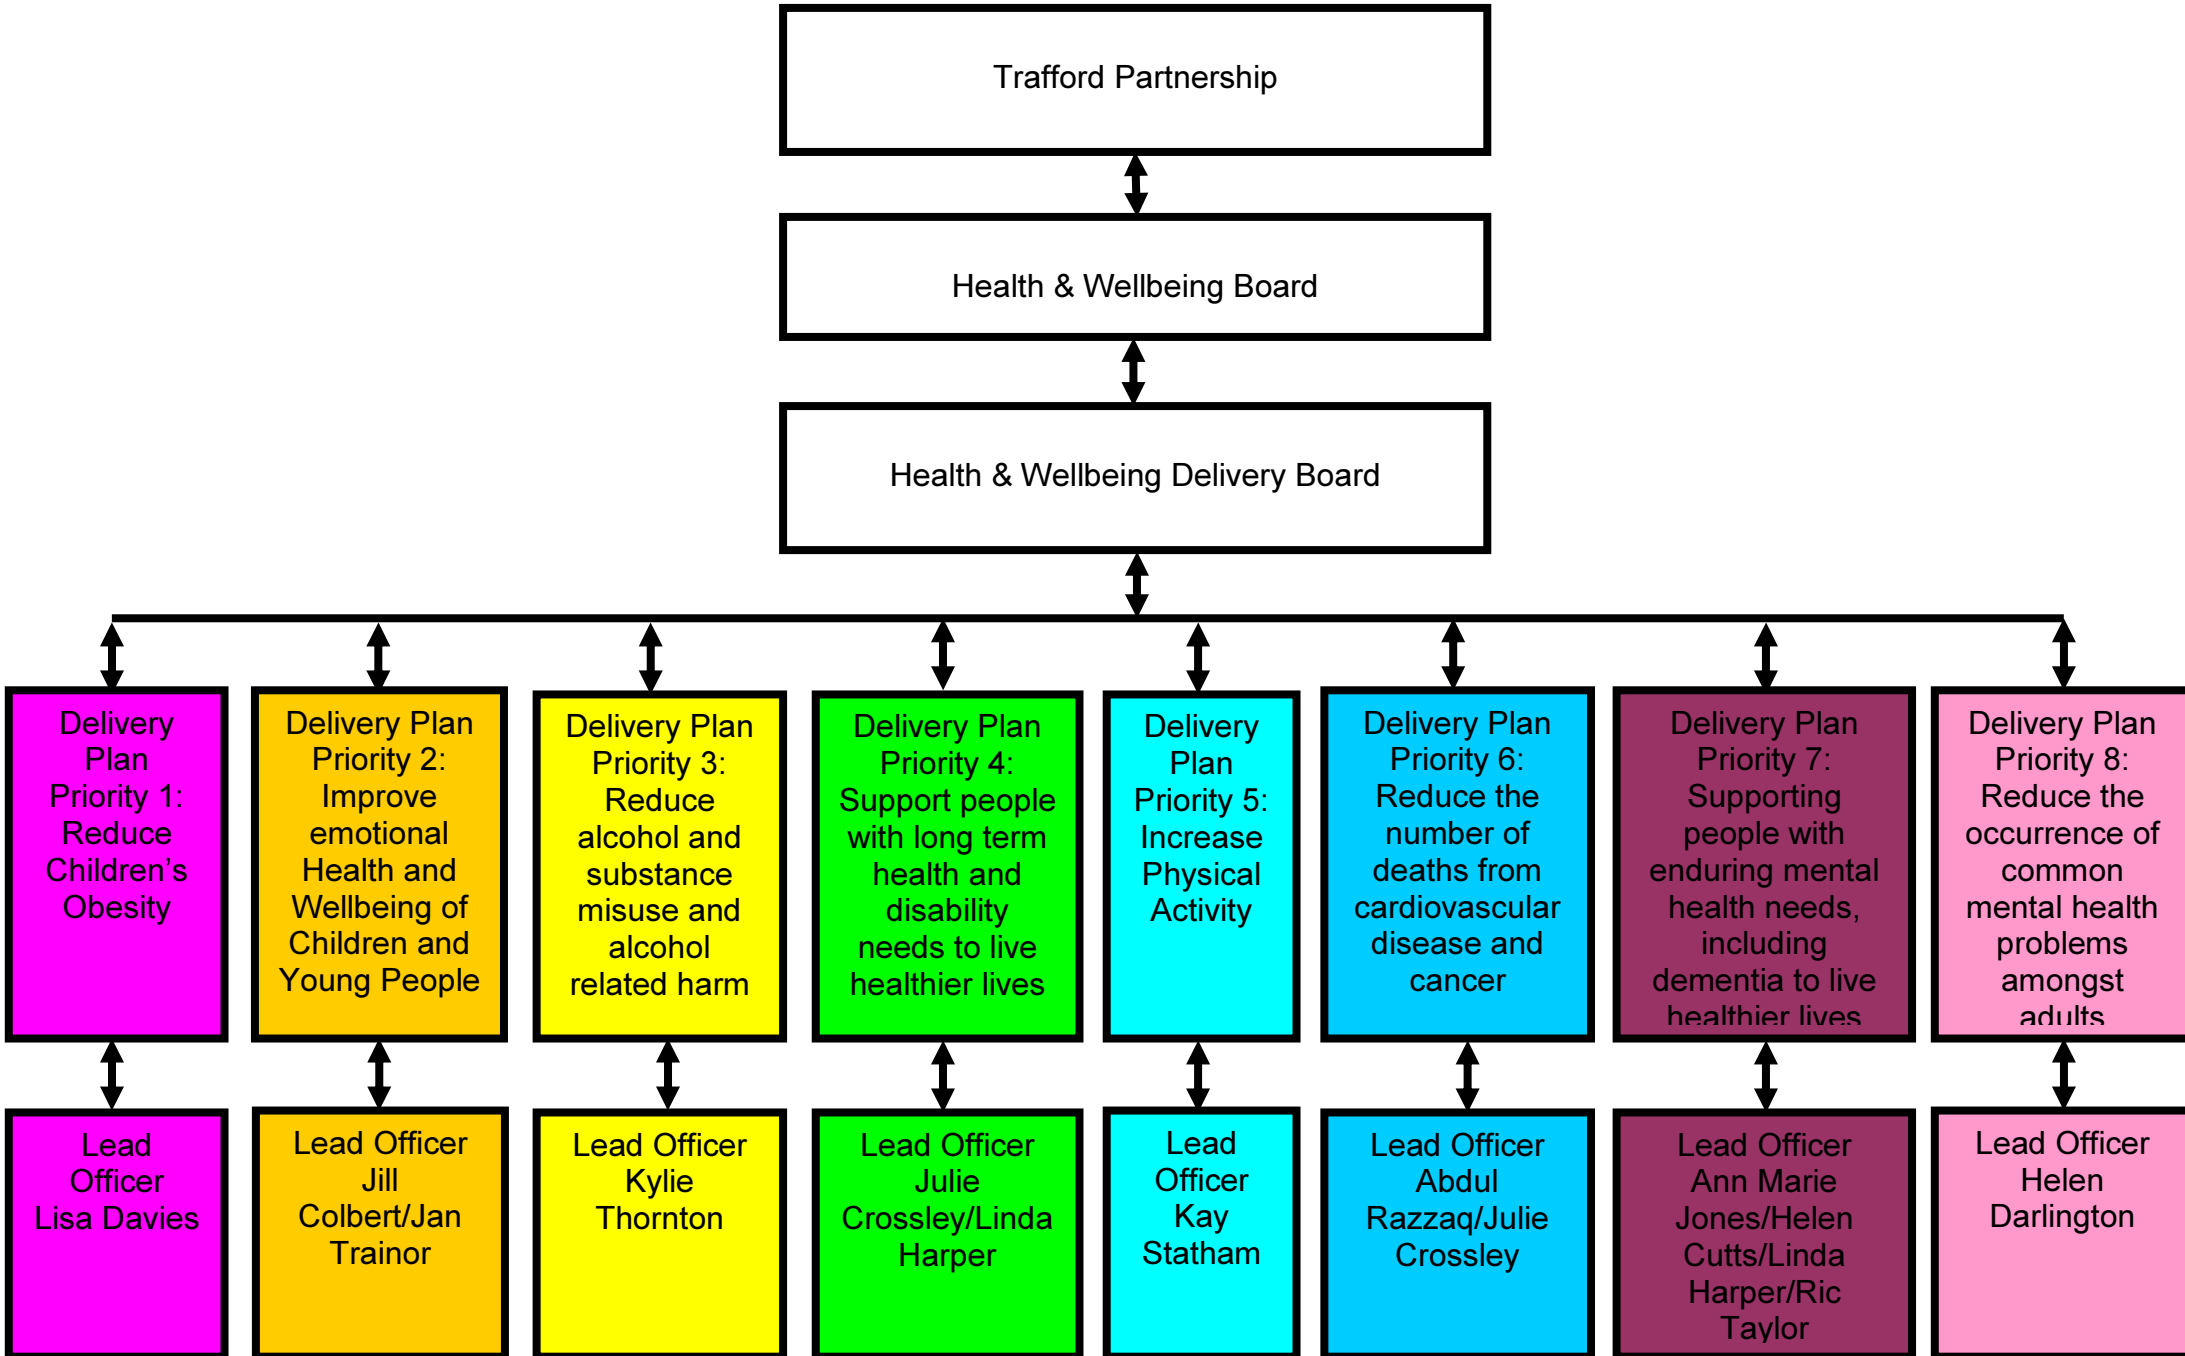 Trafford Partnership
Health & Wellbeing Board
Health & Wellbeing Delivery Board
Delivery
Plan
Priority 1:
Reduce
Children’s
Obesity
Delivery Plan
Priority 2:
Improve
emotional
Health and
Wellbeing of
Children and
Young People
Delivery Plan
Priority 3:
Reduce
alcohol and
substance
misuse and
alcohol
related harm
Delivery Plan
Priority 4:
Support people
with long term
health and
disability
needs to live
healthier lives
Delivery
Plan
Priority 5:
Increase
Physical
Activity
Delivery Plan
Priority 6:
Reduce the
number of
deaths from
cardiovascular
disease and
cancer
Delivery Plan
Priority 7:
Supporting
people with
enduring mental
health needs,
including
dementia to live
healthier lives
Delivery Plan
Priority 8:
Reduce the
occurrence of
common
mental health
problems
amongst
adults
Lead
Officer
Lisa Davies
Lead Officer
Jill
Colbert/Jan
Trainor
Lead Officer
Kylie
Thornton
Lead Officer
Julie
Crossley/Linda
Harper
Lead
Officer
Kay
Statham
Lead Officer
Abdul
Razzaq/Julie
Crossley
Lead Officer
Ann Marie
Jones/Helen
Cutts/Linda
Harper/Ric
Taylor
Lead Officer
Helen
Darlington